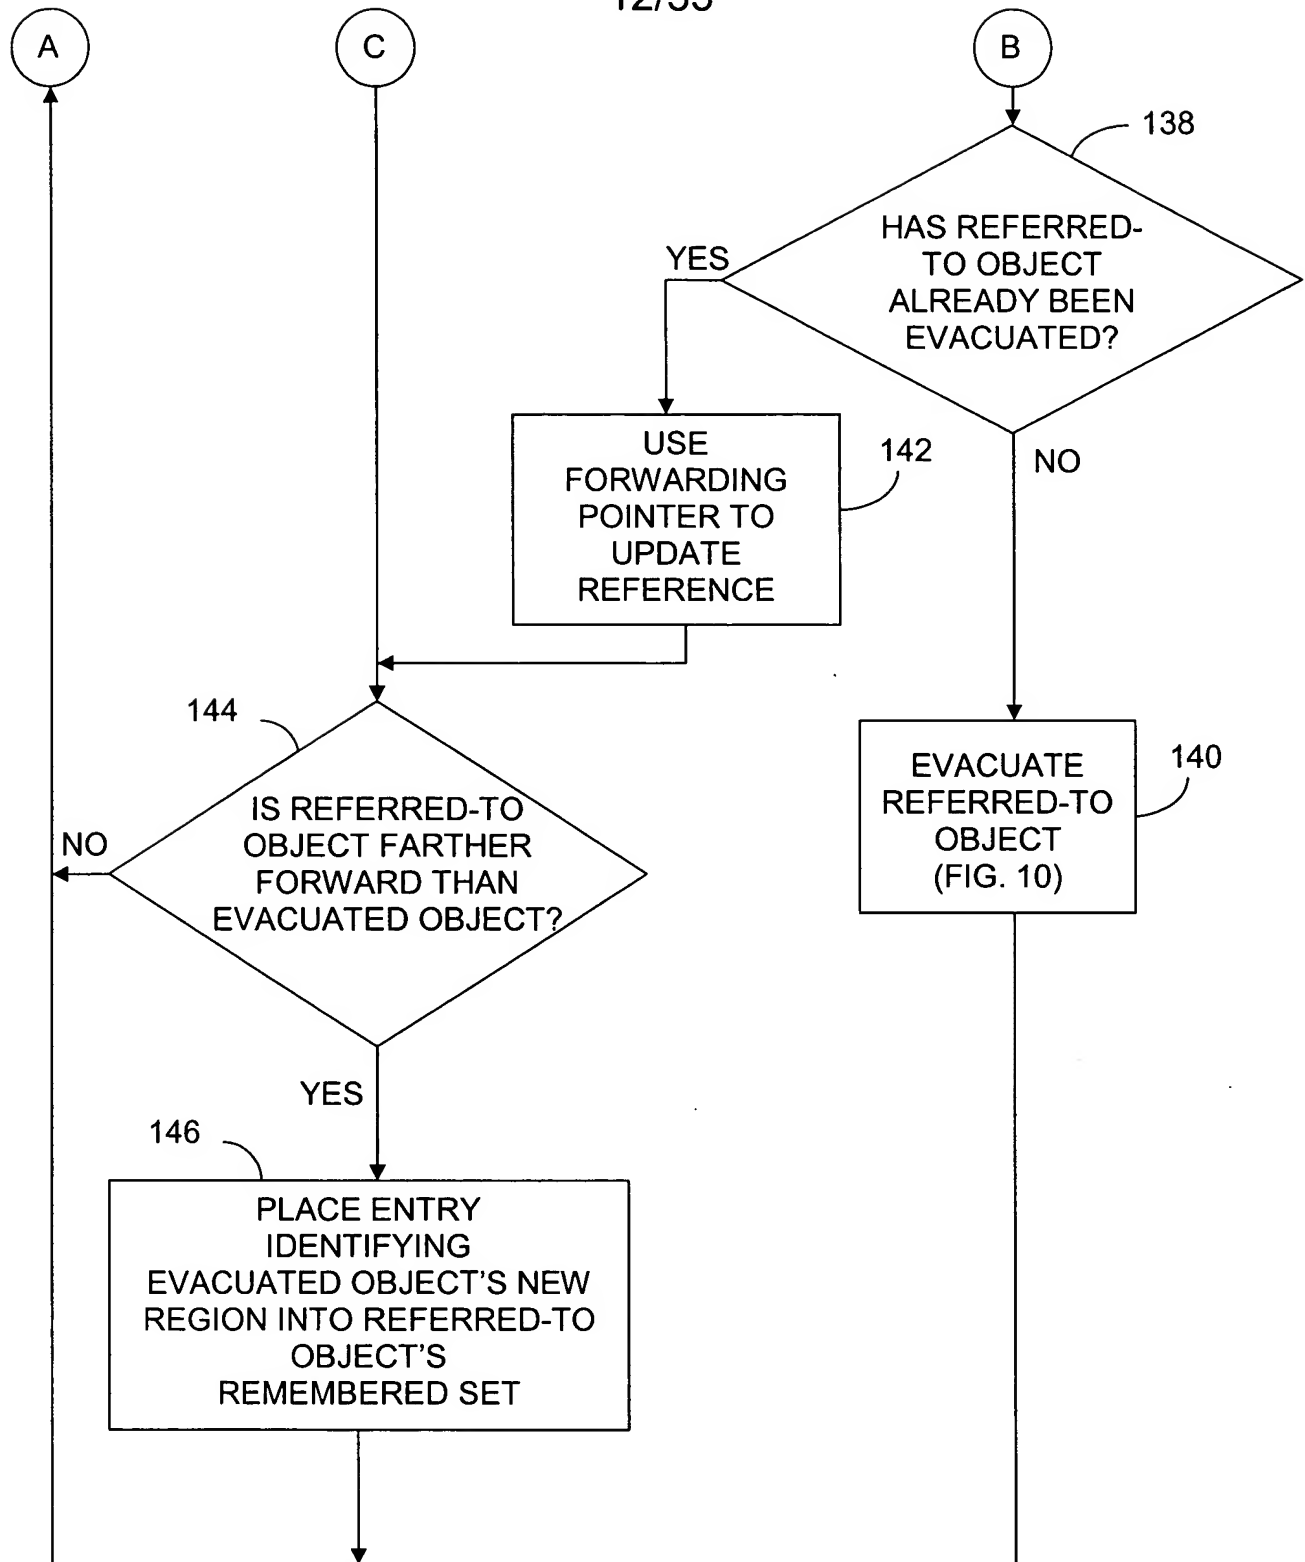 12/33
A
C
B
138
HAS REFERRED-
TO OBJECT
ALREADY BEEN
EVACUATED?
YES
NO
USE
FORWARDING
POINTER TO
UPDATE
REFERENCE
142
144
IS REFERRED-TO
OBJECT FARTHER
FORWARD THAN
EVACUATED OBJECT?
NO
YES
EVACUATE
REFERRED-TO
OBJECT
(FIG. 10)
140
146
PLACE ENTRY
IDENTIFYING
EVACUATED OBJECT'S NEW
REGION INTO REFERRED-TO
OBJECT'S
REMEMBERED SET